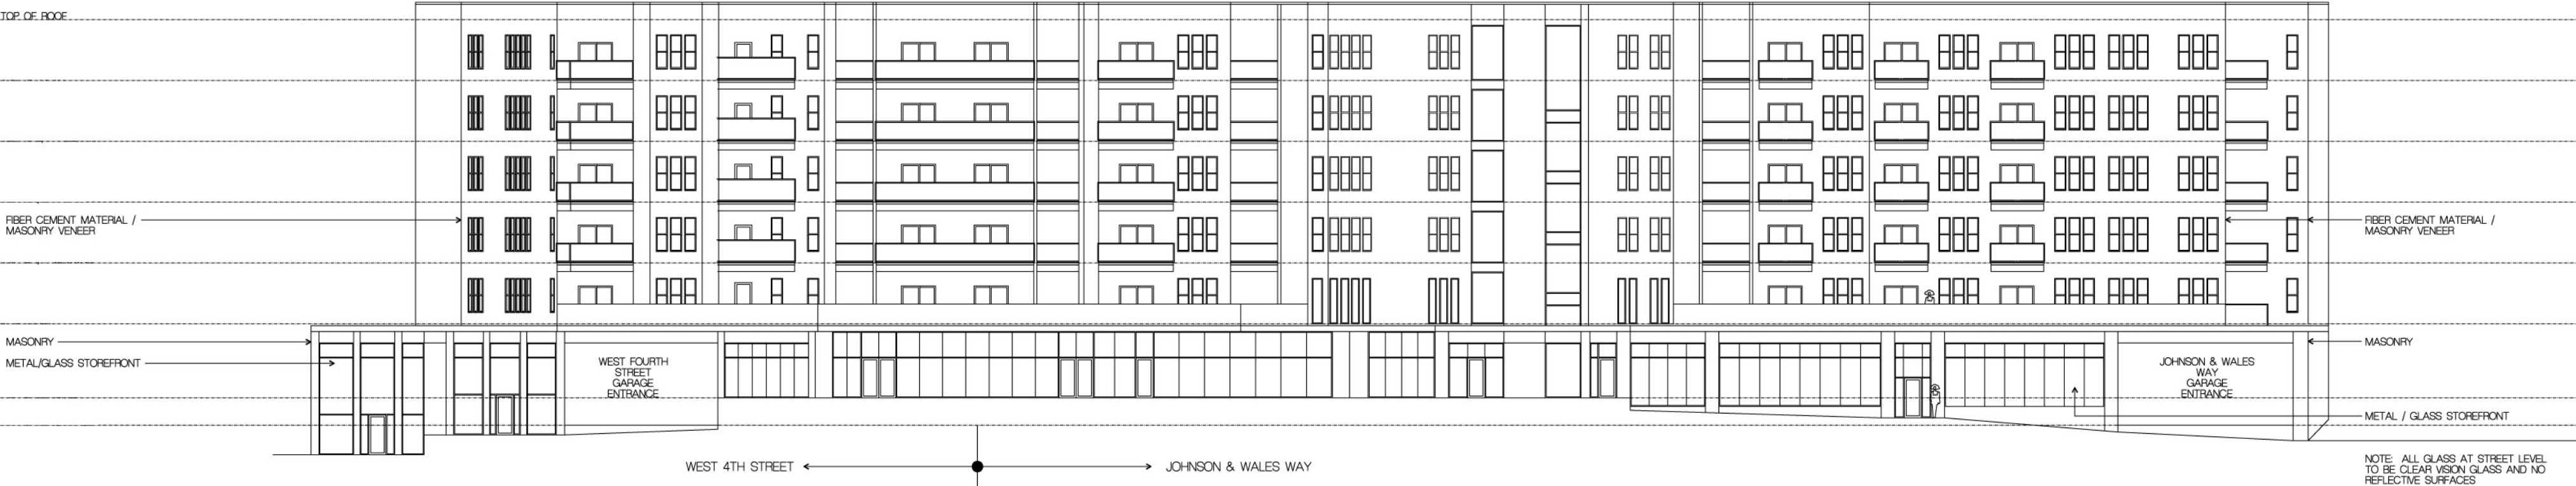 TOP OF ROOF
FIBER CEMENT MATERIAL /
MASONRY VENEER
FIBER CEMENT MATERIAL /
MASONRY VENEER
MASONRY
METAL/GLASS STOREFRONT
WEST FOURTH
STREET
GARAGE
ENTRANCE
JOHNSON & WALES
WAY
GARAGE
ENTRANCE
MASONRY
METAL / GLASS STOREFRONT
WEST 4TH STREET
JOHNSON & WALES WAY
NOTE: ALL GLASS AT STREET LEVEL
TO BE CLEAR VISION GLASS AND NO
REFLECTIVE SURFACES